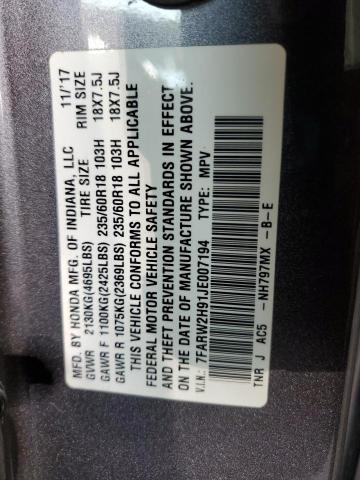 MFD. BY HONDA MFG. OF INDIANA, LLC 11/'17
GVWR 2130KG(4695LBS) TIRE SIZE RIM SIZE
GAWR F 1100KG(2425LBS) 235/60R18 103H 18X7.5J
GAWR R 1075KG(2369LBS) 235/60R18 103H 18X7.5J
THIS VEHICLE CONFORMS TO ALL APPLICABLE
FEDERAL MOTOR VEHICLE SAFETY
AND THEFT PREVENTION STANDARDS IN EFFECT
ON THE DATE OF MANUFACTURE SHOWN ABOVE.
V.I.N.: 7FARW2H91JE007194 MPV
TNR J AC5 -NH797MX -B-E